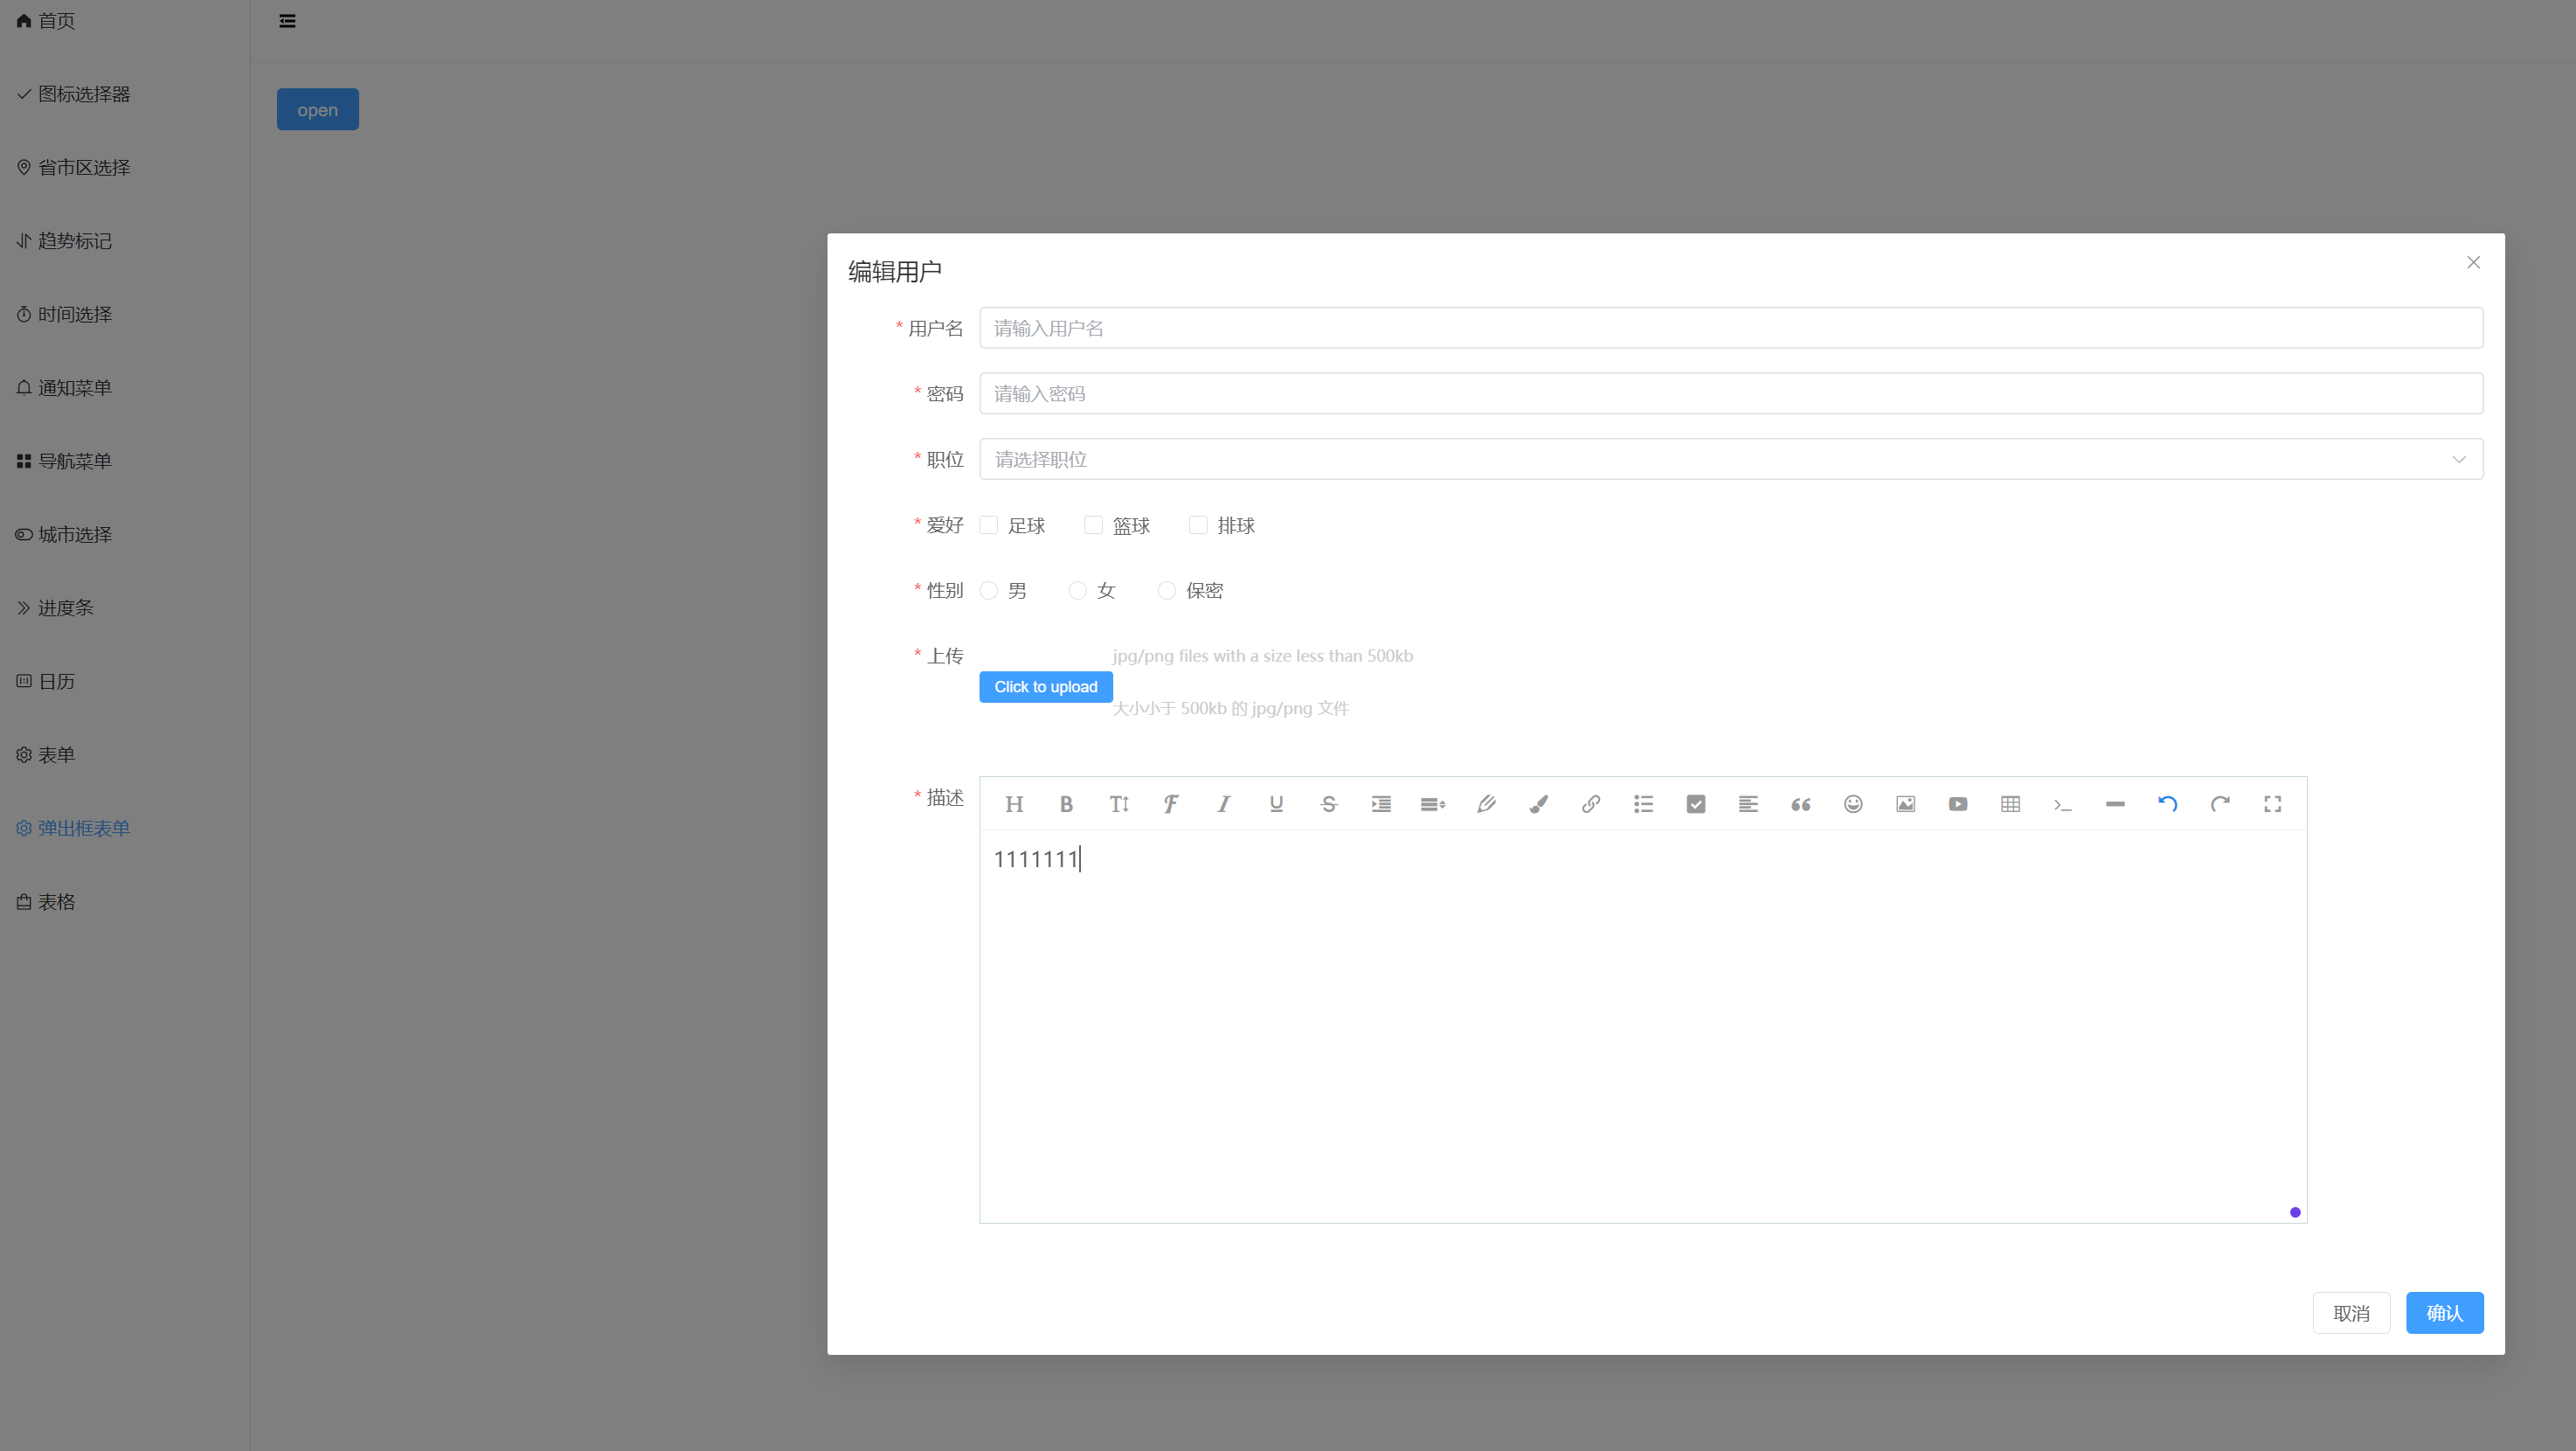 首页
图标选择器
省市区选择
趋势标记
时间选择
通知菜单
导航菜单
城市选择
进度条
日历
表单
弹出框表单
表格
open
编辑用户
* 用户名 请输入用户名
* 密码 请输入密码
* 职位 请选择职位
* 爱好 足球 篮球 排球
* 性别 男 女 保密
* 上传 jpg/png files with a size less than 500kb
Click to upload
大小小于 500kb 的 jpg/png 文件
* 描述
1111111
取消 确认